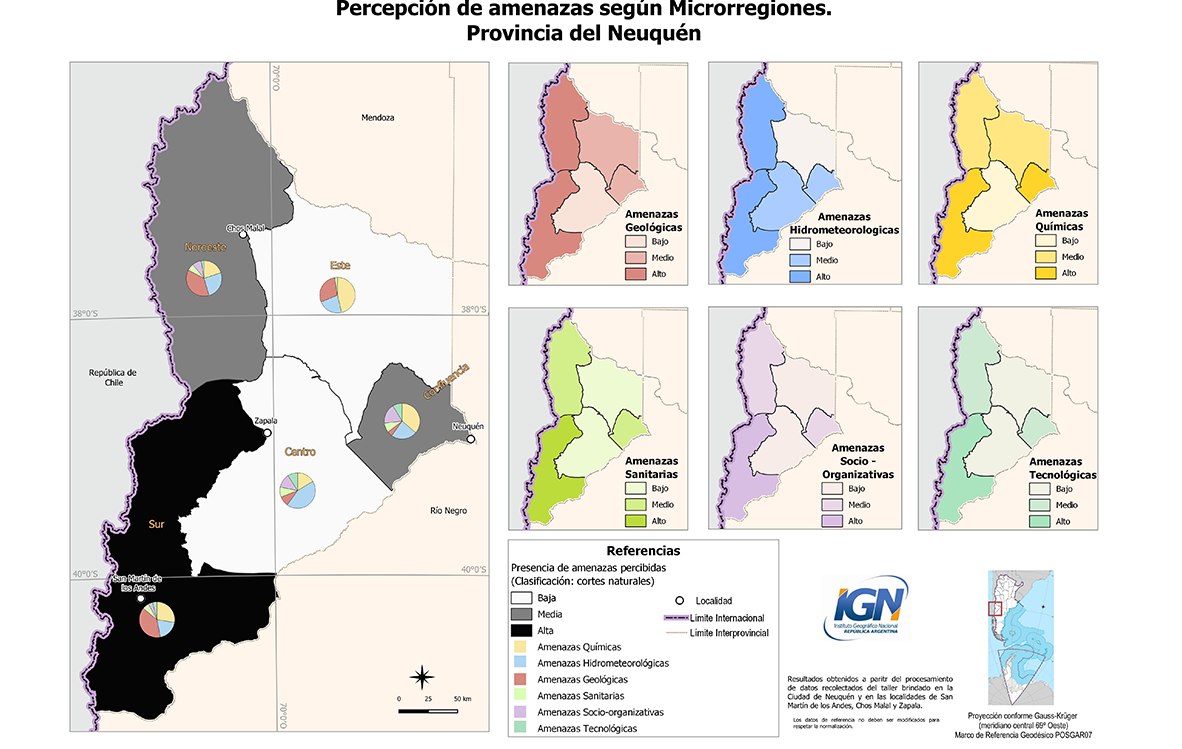 Percepción de amenazas según Microrregiones.
Provincia del Neuquén
70°0'O
Mendoza
Chos Malal
Noroeste
Este
38°0'S
38°0'S
República de
Chile
Confluencia
Zapala
Neuquén
Centro
Río Negro
Sur
40°0'S
40°0'S
San Martín de
los Andes
0 25 50 km
70°0'O
Amenazas
Geológicas
Bajo
Medio
Alto
Amenazas
Hidrometeorologicas
Bajo
Medio
Alto
Amenazas
Químicas
Bajo
Medio
Alto
Amenazas
Sanitarias
Bajo
Medio
Alto
Amenazas
Socio -
Organizativas
Bajo
Medio
Alto
Amenazas
Tecnológicas
Bajo
Medio
Alto
Referencias
Presencia de amenazas percibidas
(Clasificación: cortes naturales)
Baja
Media
Alta
Amenazas Químicas
Amenazas Hidrometeorológicas
Amenazas Geológicas
Amenazas Sanitarias
Amenazas Socio-organizativas
Amenazas Tecnológicas
Localidad
Límite Internacional
Límite Interprovincial
IGN
Instituto Geográfico Nacional
REPÚBLICA ARGENTINA
Resultados obtenidos a paritr del procesamiento
de datos recolectados del taller brindado en la
Ciudad de Neuquén y en las localidades de San
Martín de los Andes, Chos Malal y Zapala.
Los datos de referencia no deben ser modificados para
respetar la normalización.
Proyección conforme Gauss-Krüger
(meridiano central 69º Oeste)
Marco de Referencia Geodésico POSGAR07